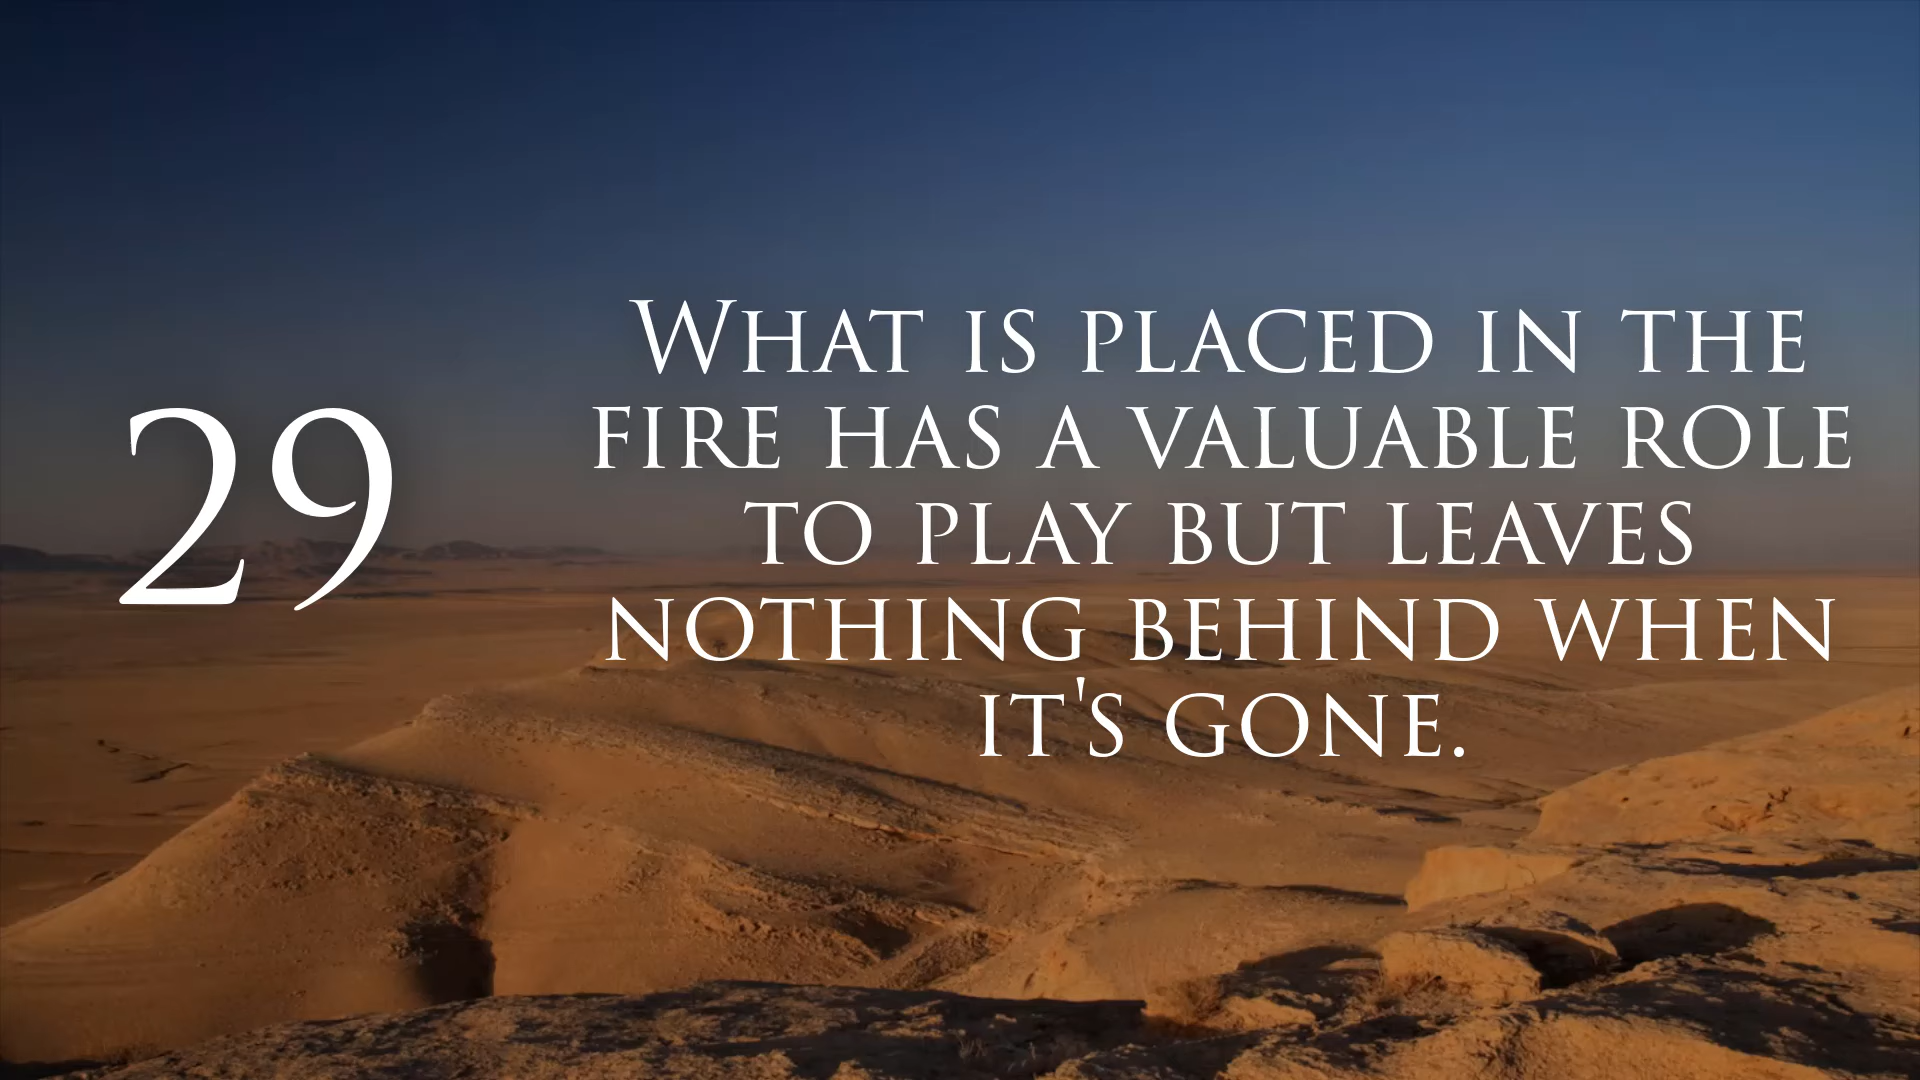 29
What is placed in the
fire has a valuable role
to play but leaves
nothing behind when
it's gone.